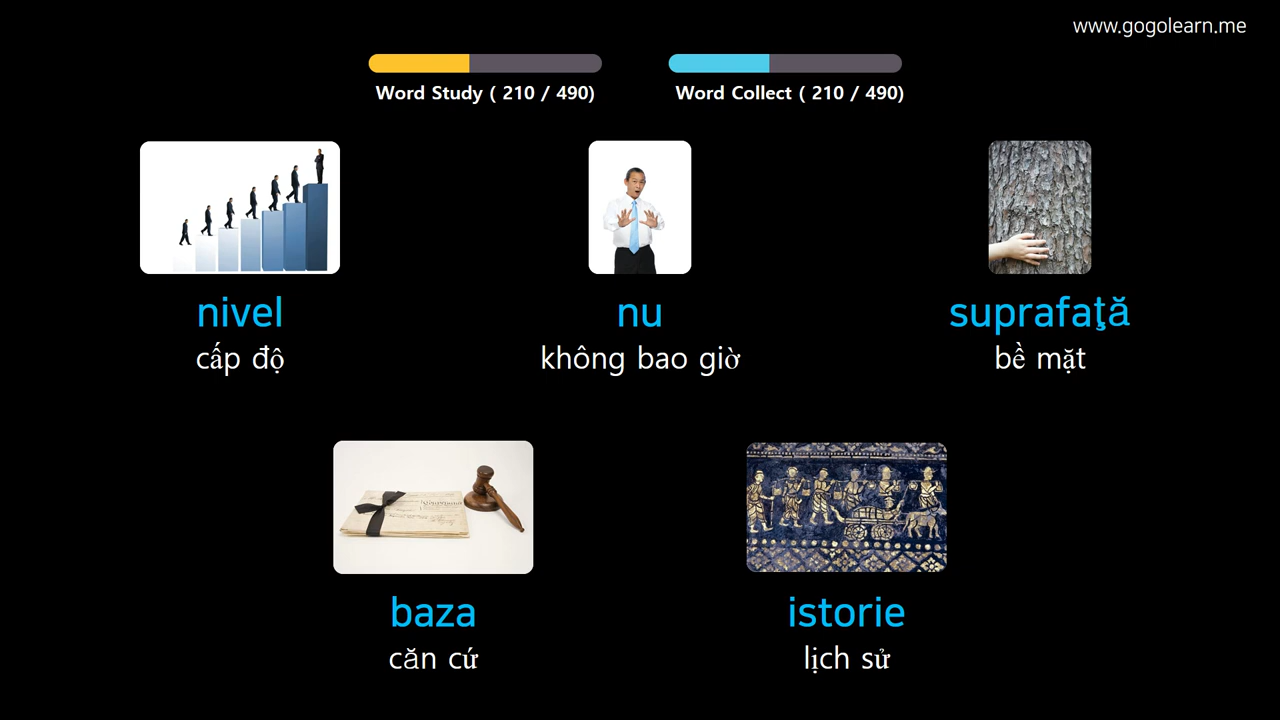 www.gogolearn.me
Word Study ( 210 / 490)
Word Collect ( 210 / 490)
nivel
cấp độ
nu
không bao giờ
suprafaţă
bề mặt
baza
căn cứ
istorie
lịch sử